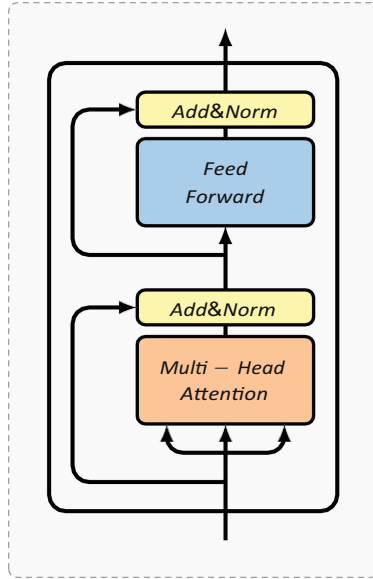 Add&Norm
Feed
Forward
Add&Norm
Multi − Head
Attention